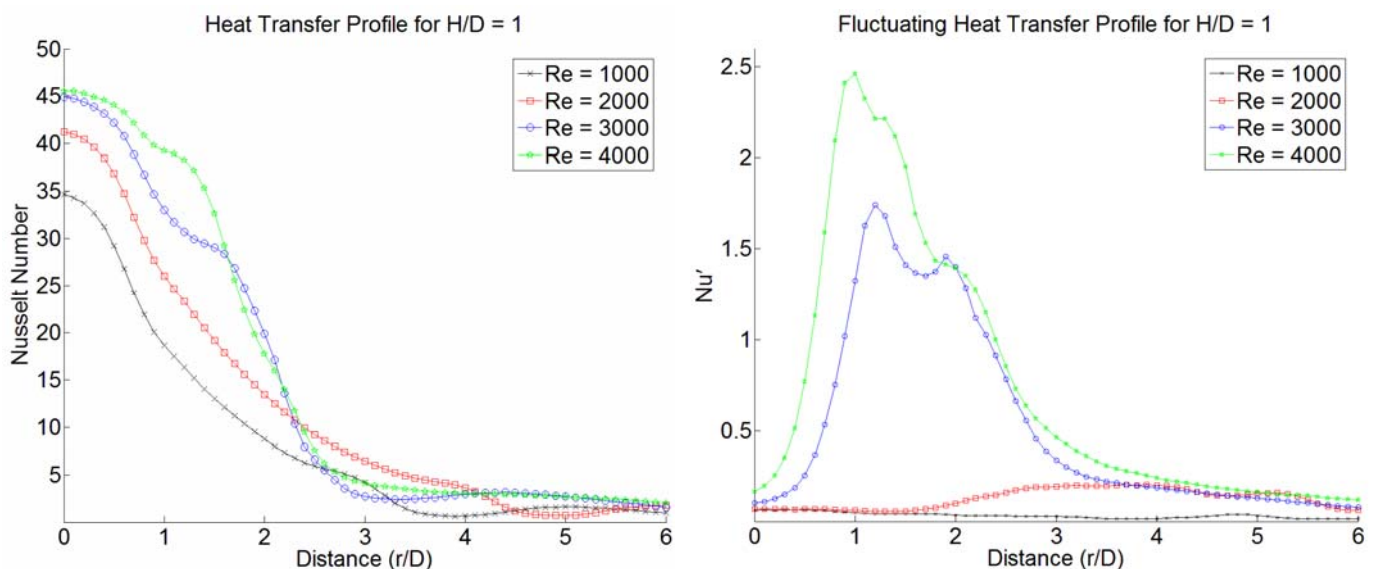 Heat Transfer Profile for H/D = 1
50
45
40
35
30
25
20
15
10
5
Nusselt Number
Re = 1000
Re = 2000
Re = 3000
Re = 4000
0 1 2 3 4 5 6
Distance (r/D)
Fluctuating Heat Transfer Profile for H/D = 1
2.5
2
1.5
1
0.5
Nu′
Re = 1000
Re = 2000
Re = 3000
Re = 4000
0 1 2 3 4 5 6
Distance (r/D)